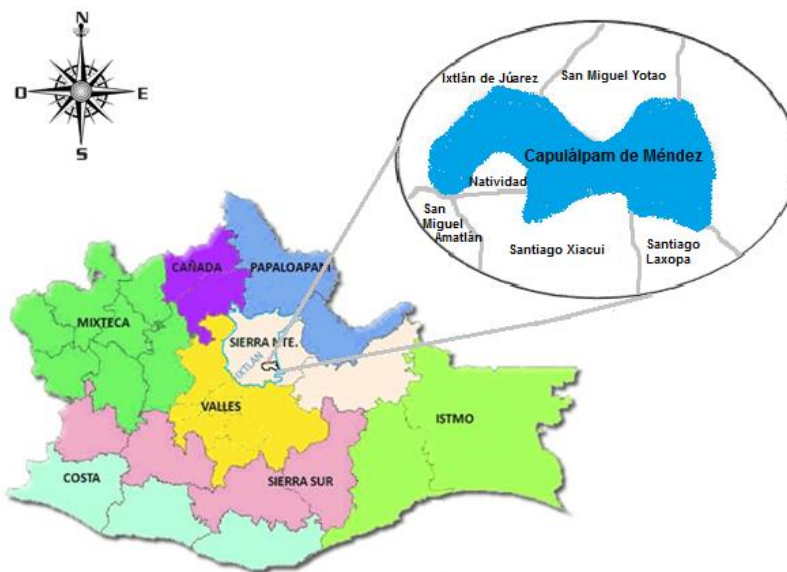 N
O
E
S
Ixtlán de Júarez
San Miguel Yotao
Capulálpam de Méndez
Natividad
San
Miguel
Amatlán
Santiago Xiacui
Santiago
Laxopa
CAÑADA
PAPALOAPAN
MIXTECA
SIERRA NTE.
IXTLÁN
VALLES
ISTMO
COSTA
SIERRA SUR